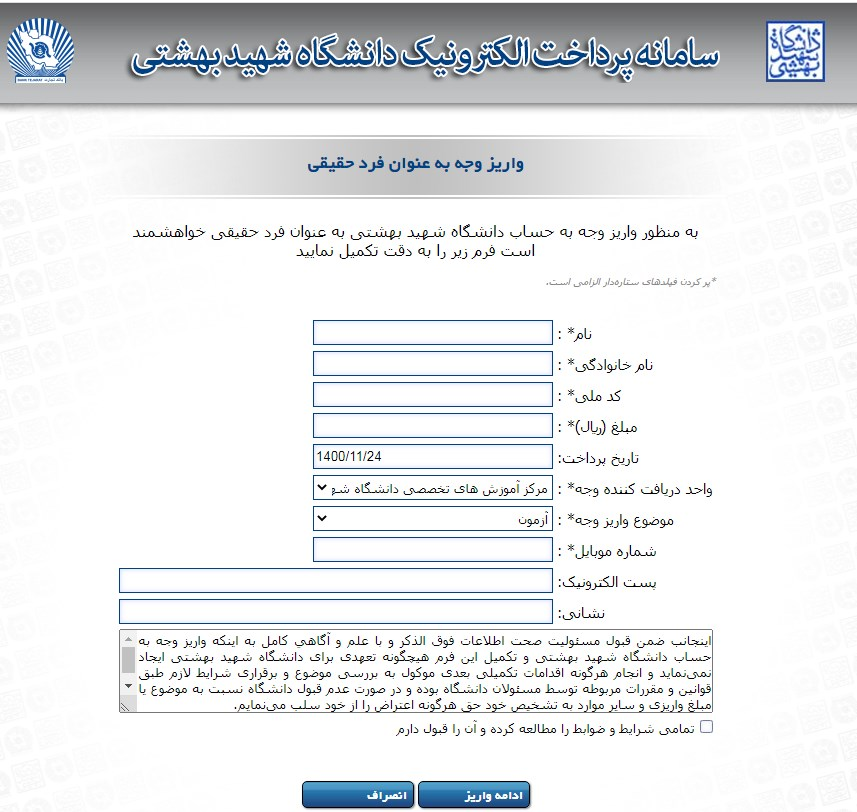 سامانه پرداخت الکترونیک دانشگاه شهید بهشتی
دانشگاه
شهید
بهشتی
واریز وجه به عنوان فرد حقیقی
به منظور واریز وجه به حساب دانشگاه شهید بهشتی به عنوان فرد حقیقی خواهشمند
است فرم زیر را به دقت تکمیل نمایید
*پر کردن فیلدهای ستاره‌دار الزامی است.
نام* :
نام خانوادگی* :
کد ملی* :
مبلغ (ریال)* :
تاریخ پرداخت: 1400/11/24
واحد دریافت کننده وجه* : مرکز آموزش های تخصصی دانشگاه شه
موضوع واریز وجه* : آزمون
شماره موبایل* :
پست الکترونیک:
نشانی:
اینجانب ضمن قبول مسئولیت صحت اطلاعات فوق الذکر و با علم و آگاهي کامل به اینکه واریز وجه به
حساب دانشگاه شهید بهشتی و تکمیل این فرم هیچگونه تعهدی برای دانشگاه شهید بهشتی ایجاد
نمی‌نماید و انجام هرگونه اقدامات تکمیلی بعدی موکول به بررسی موضوع و برقراری شرایط لازم طبق
قوانین و مقررات مربوطه توسط مسئولان دانشگاه بوده و در صورت عدم قبول دانشگاه نسبت به موضوع یا
مبلغ واریزی و سایر موارد به تشخیص خود حق هرگونه اعتراض را از خود سلب می‌نمایم.
تمامی شرایط و ضوابط را مطالعه کرده و آن را قبول دارم
ادامه واریز
انصراف